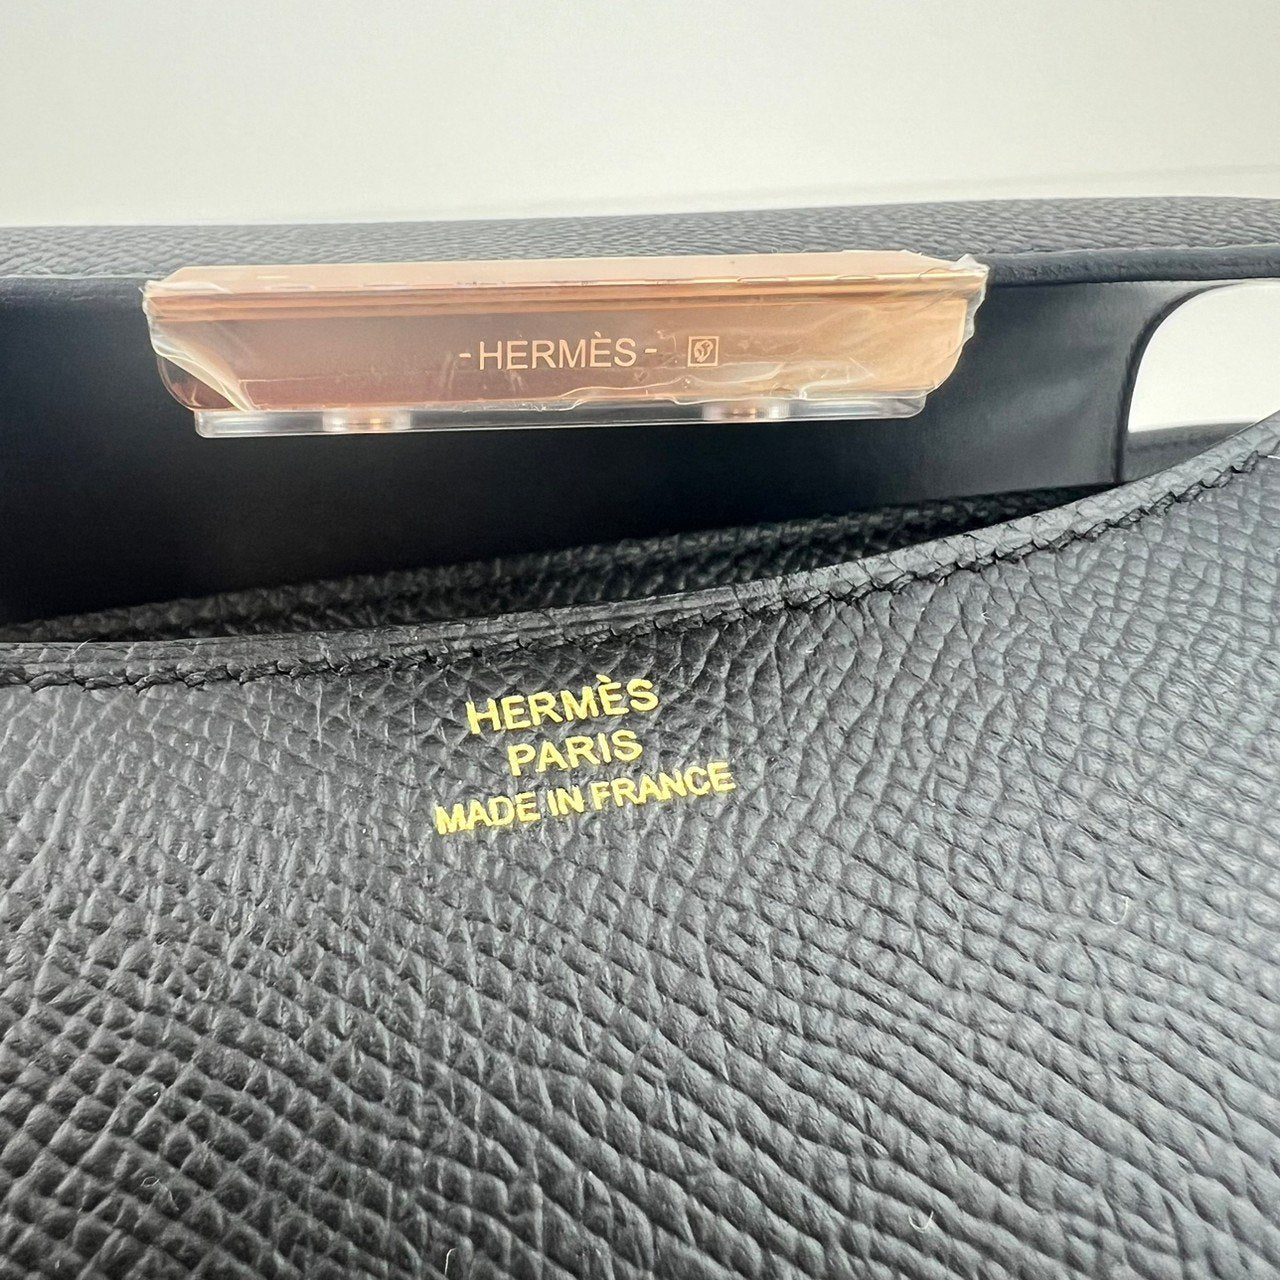 -HERMÈS-
HERMÈS
PARIS
MADE IN FRANCE